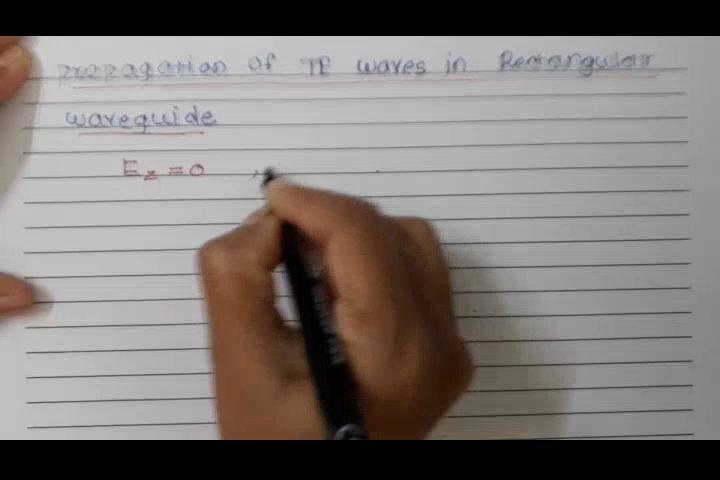 propagation of TE waves in Rectangular
waveguide
Ez = 0